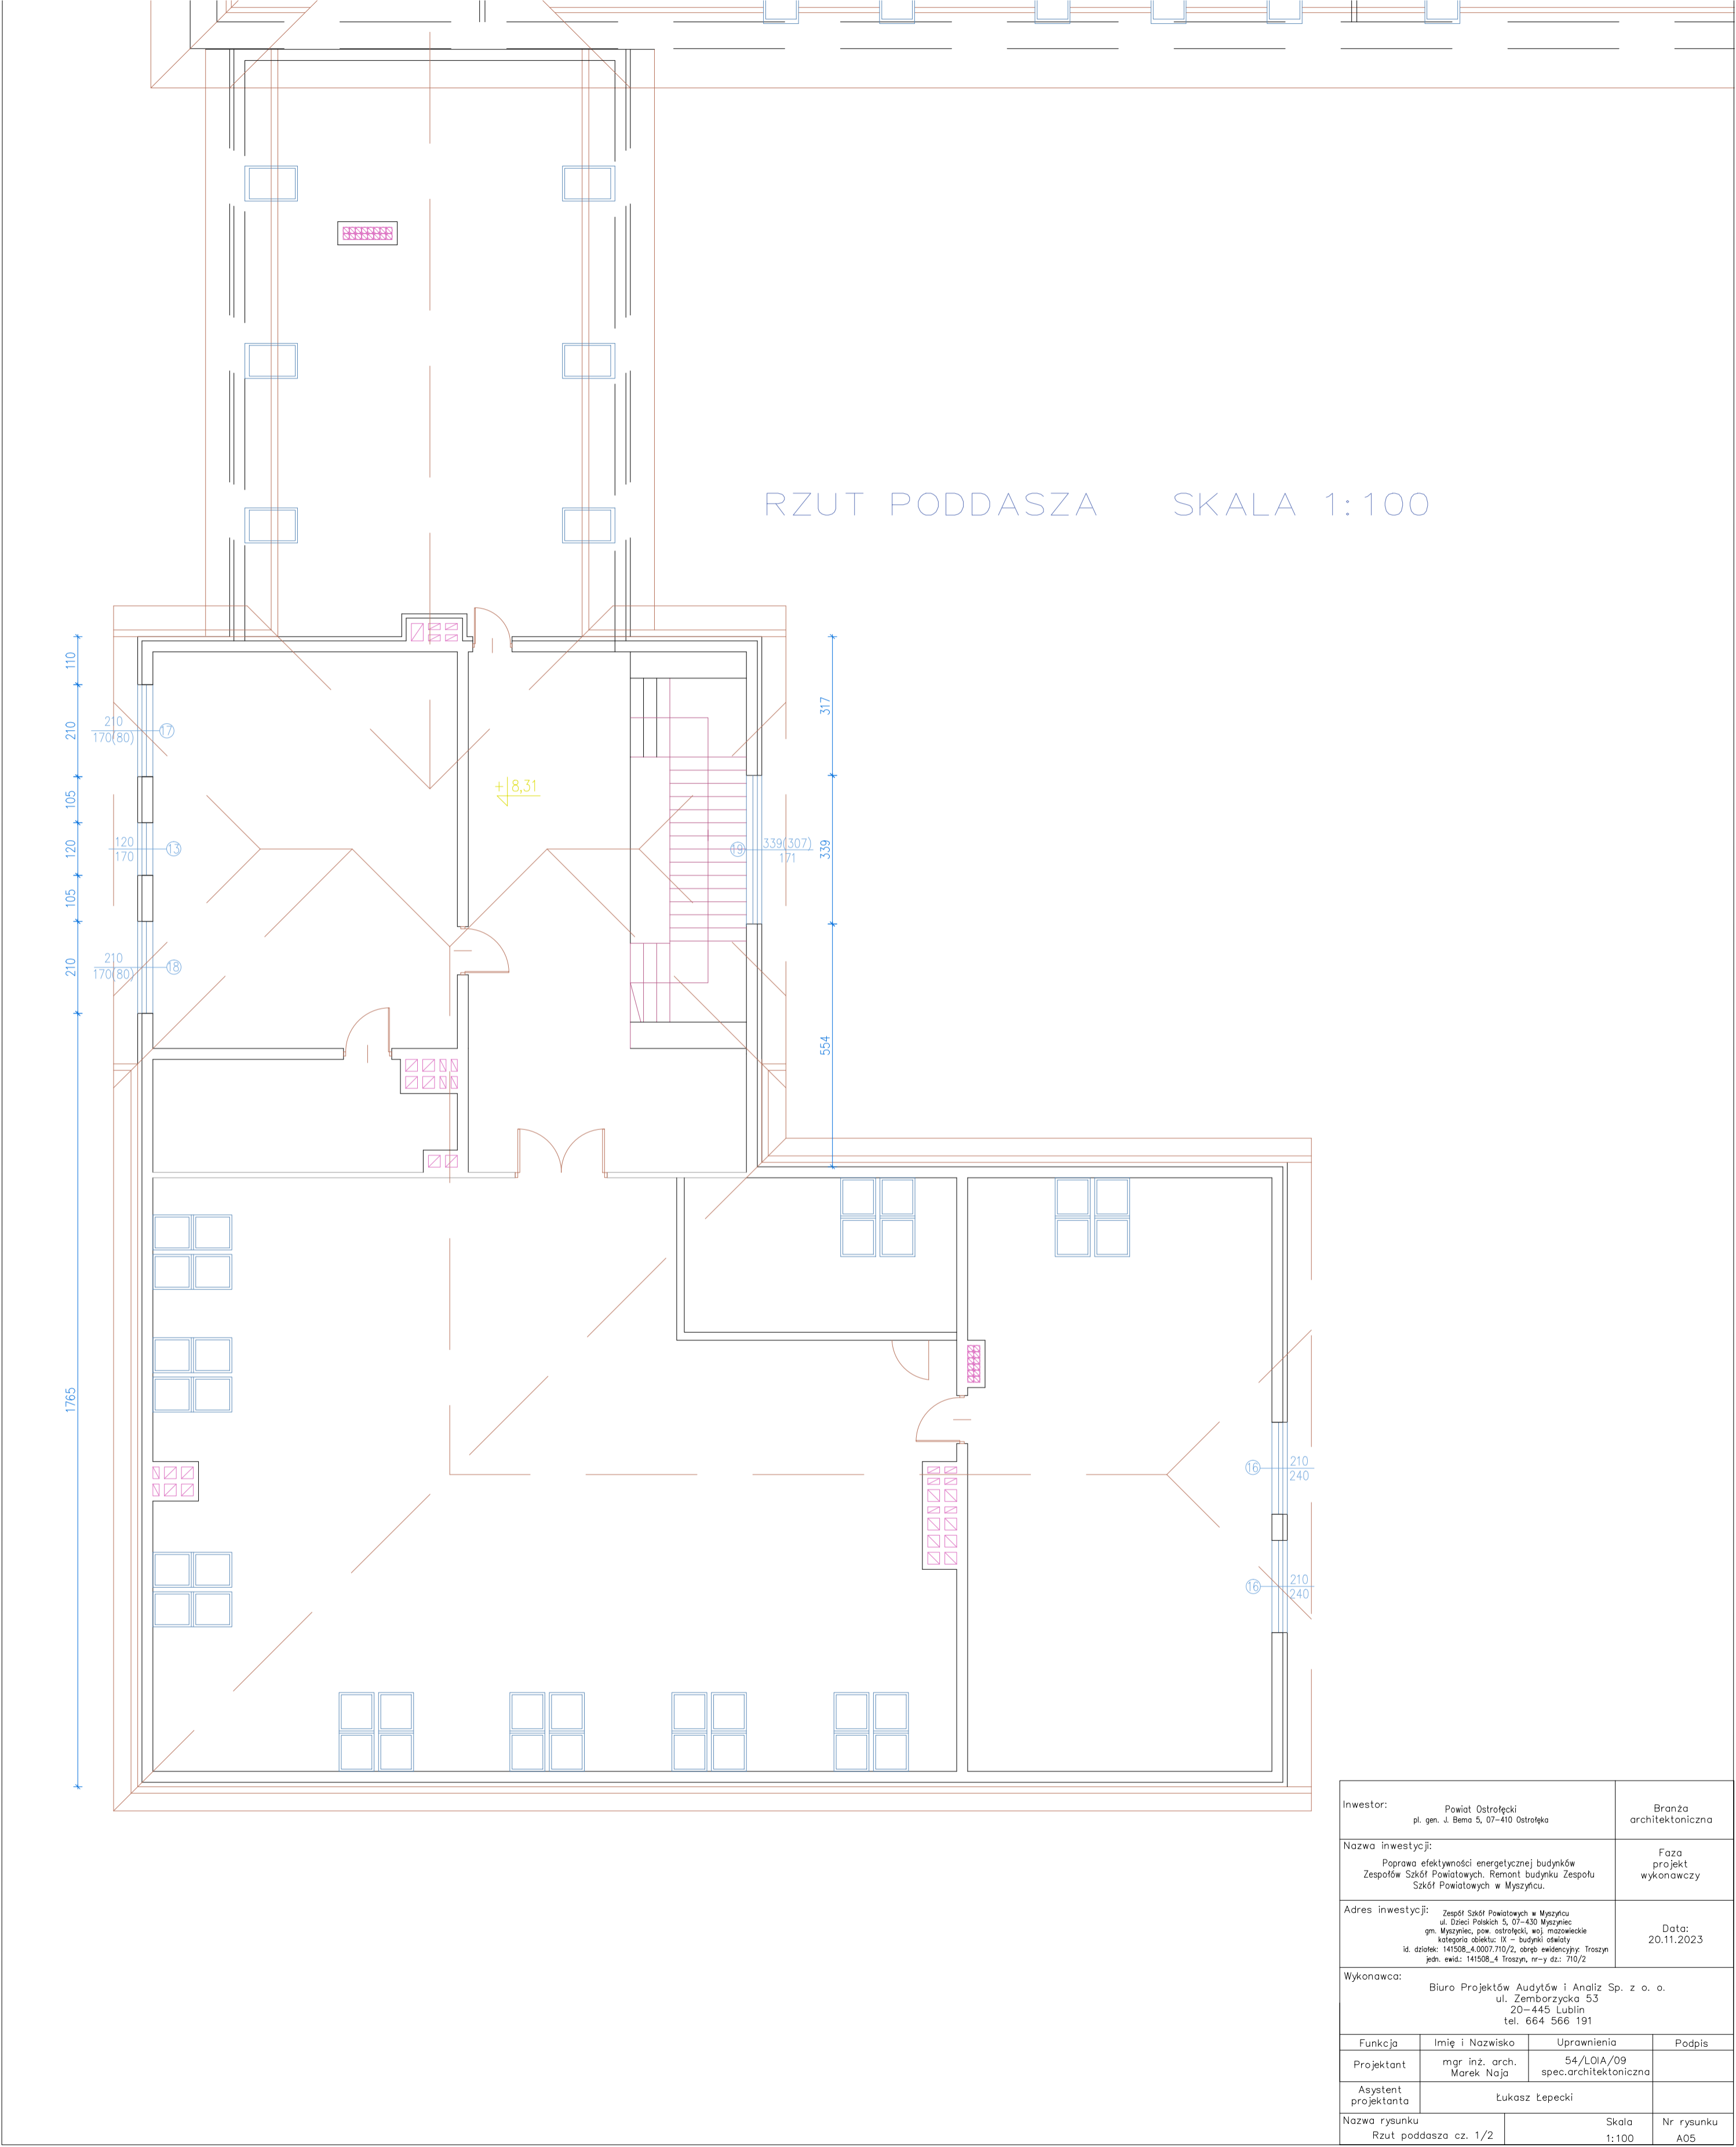 RZUT PODDASZA SKALA 1:100
110
210
105
120
105
210
1765
210
170(80)
17
120
170
13
210
170(80)
18
+ 8,31
317
339
554
19
339(307)
171
16
210
240
16
210
240
Inwestor:
Powiat Ostrołęcki
pl. gen. J. Bema 5, 07-410 Ostrołęka
Branża
architektoniczna
Nazwa inwestycji:
Poprawa efektywności energetycznej budynków
Zespołów Szkół Powiatowych. Remont budynku Zespołu
Szkół Powiatowych w Myszyńcu.
Faza
projekt
wykonawczy
Adres inwestycji:
Zespół Szkół Powiatowych w Myszyńcu
ul. Dzieci Polskich 5, 07-430 Myszyniec
gm. Myszyniec, pow. ostrołęcki, woj. mazowieckie
kategoria obiektu: IX - budynki oświaty
id. działek: 141508_4.0007.710/2, obręb ewidencyjny: Troszyn
jedn. ewid.: 141508_4 Troszyn, nr-y dz.: 710/2
Data:
20.11.2023
Wykonawca:
Biuro Projektów Audytów i Analiz Sp. z o. o.
ul. Zemborzycka 53
20-445 Lublin
tel. 664 566 191
Funkcja Imię i Nazwisko Uprawnienia Podpis
Projektant
mgr inż. arch.
Marek Naja
54/LOIA/09
spec.architektoniczna
Asystent
projektanta
Łukasz Łepecki
Nazwa rysunku
Rzut poddasza cz. 1/2
Skala
1:100
Nr rysunku
A05